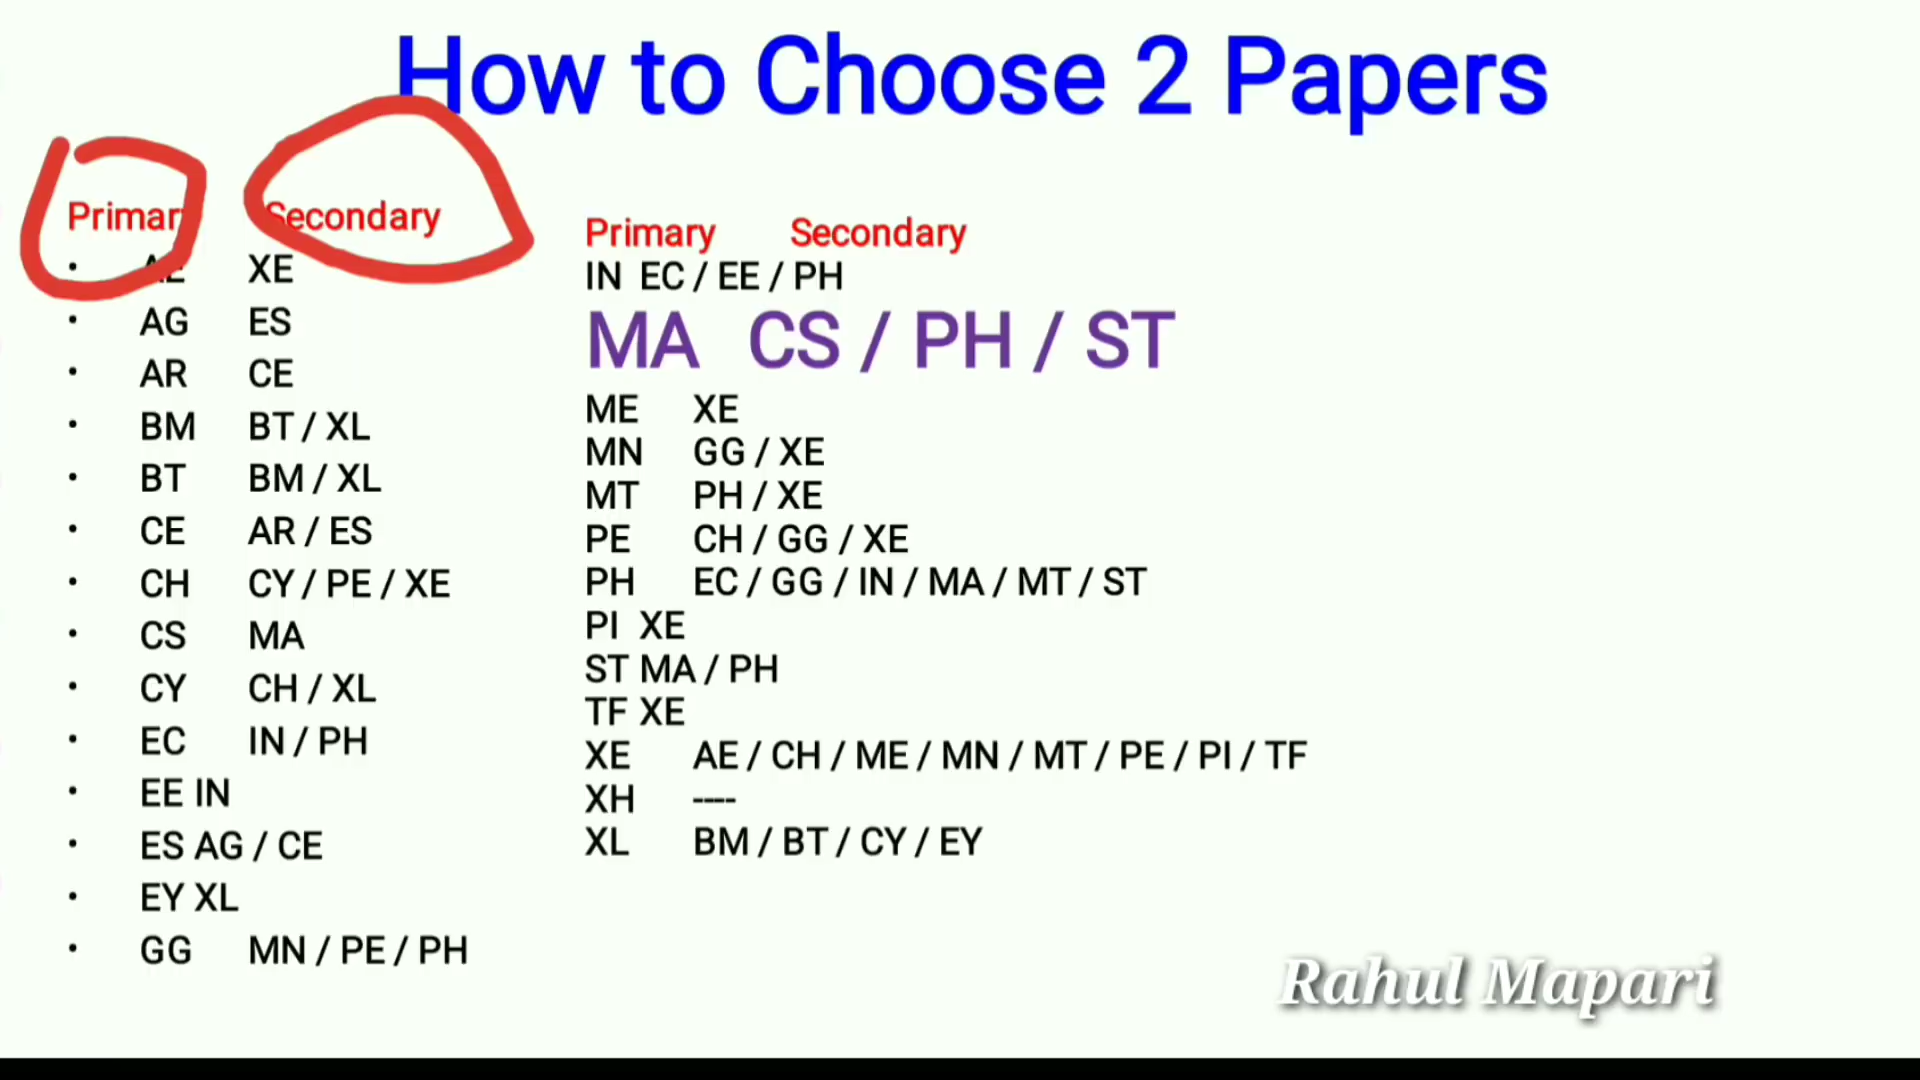 How to Choose 2 Papers
Primary Secondary
• AE XE
• AG ES
• AR CE
• BM BT / XL
• BT BM / XL
• CE AR / ES
• CH CY / PE / XE
• CS MA
• CY CH / XL
• EC IN / PH
• EE IN
• ES AG / CE
• EY XL
• GG MN / PE / PH
Primary Secondary
IN EC / EE / PH
MA CS / PH / ST
ME XE
MN GG / XE
MT PH / XE
PE CH / GG / XE
PH EC / GG / IN / MA / MT / ST
PI XE
ST MA / PH
TF XE
XE AE / CH / ME / MN / MT / PE / PI / TF
XH ----
XL BM / BT / CY / EY
Rahul Mapari